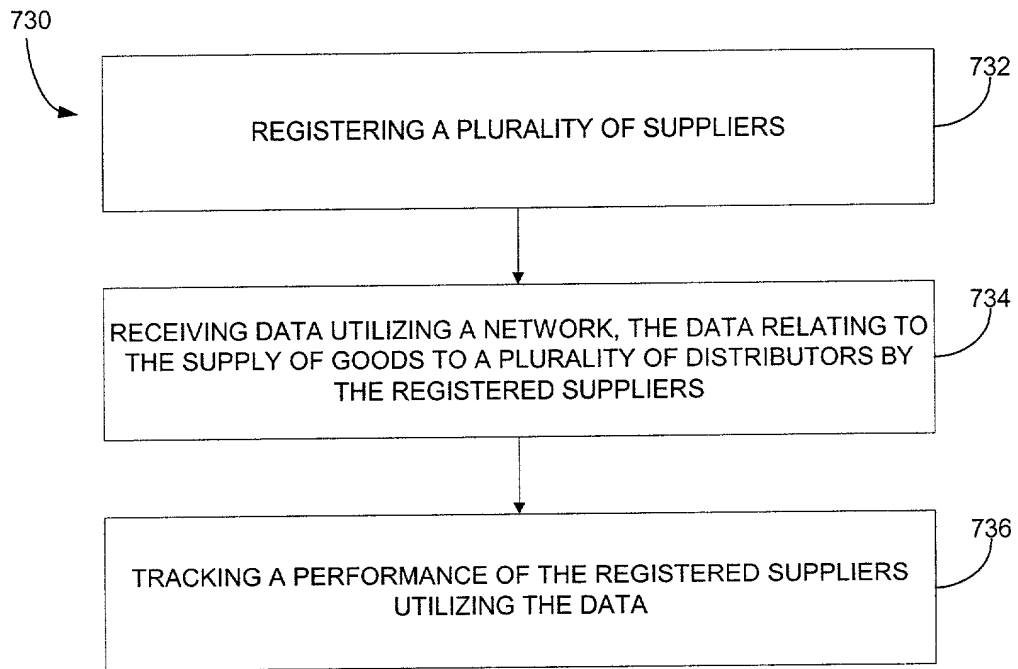 730
732
REGISTERING A PLURALITY OF SUPPLIERS
734
RECEIVING DATA UTILIZING A NETWORK, THE DATA RELATING TO
THE SUPPLY OF GOODS TO A PLURALITY OF DISTRIBUTORS BY
THE REGISTERED SUPPLIERS
736
TRACKING A PERFORMANCE OF THE REGISTERED SUPPLIERS
UTILIZING THE DATA